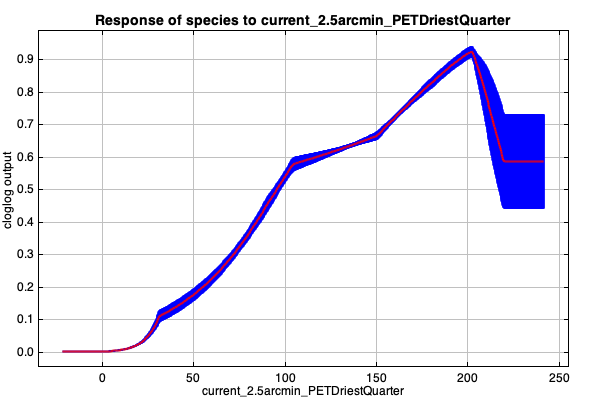 Response of species to current_2.5arcmin_PETDriestQuarter
cloglog output
0.9
0.8
0.7
0.6
0.5
0.4
0.3
0.2
0.1
0.0
0 50 100 150 200 250
current_2.5arcmin_PETDriestQuarter